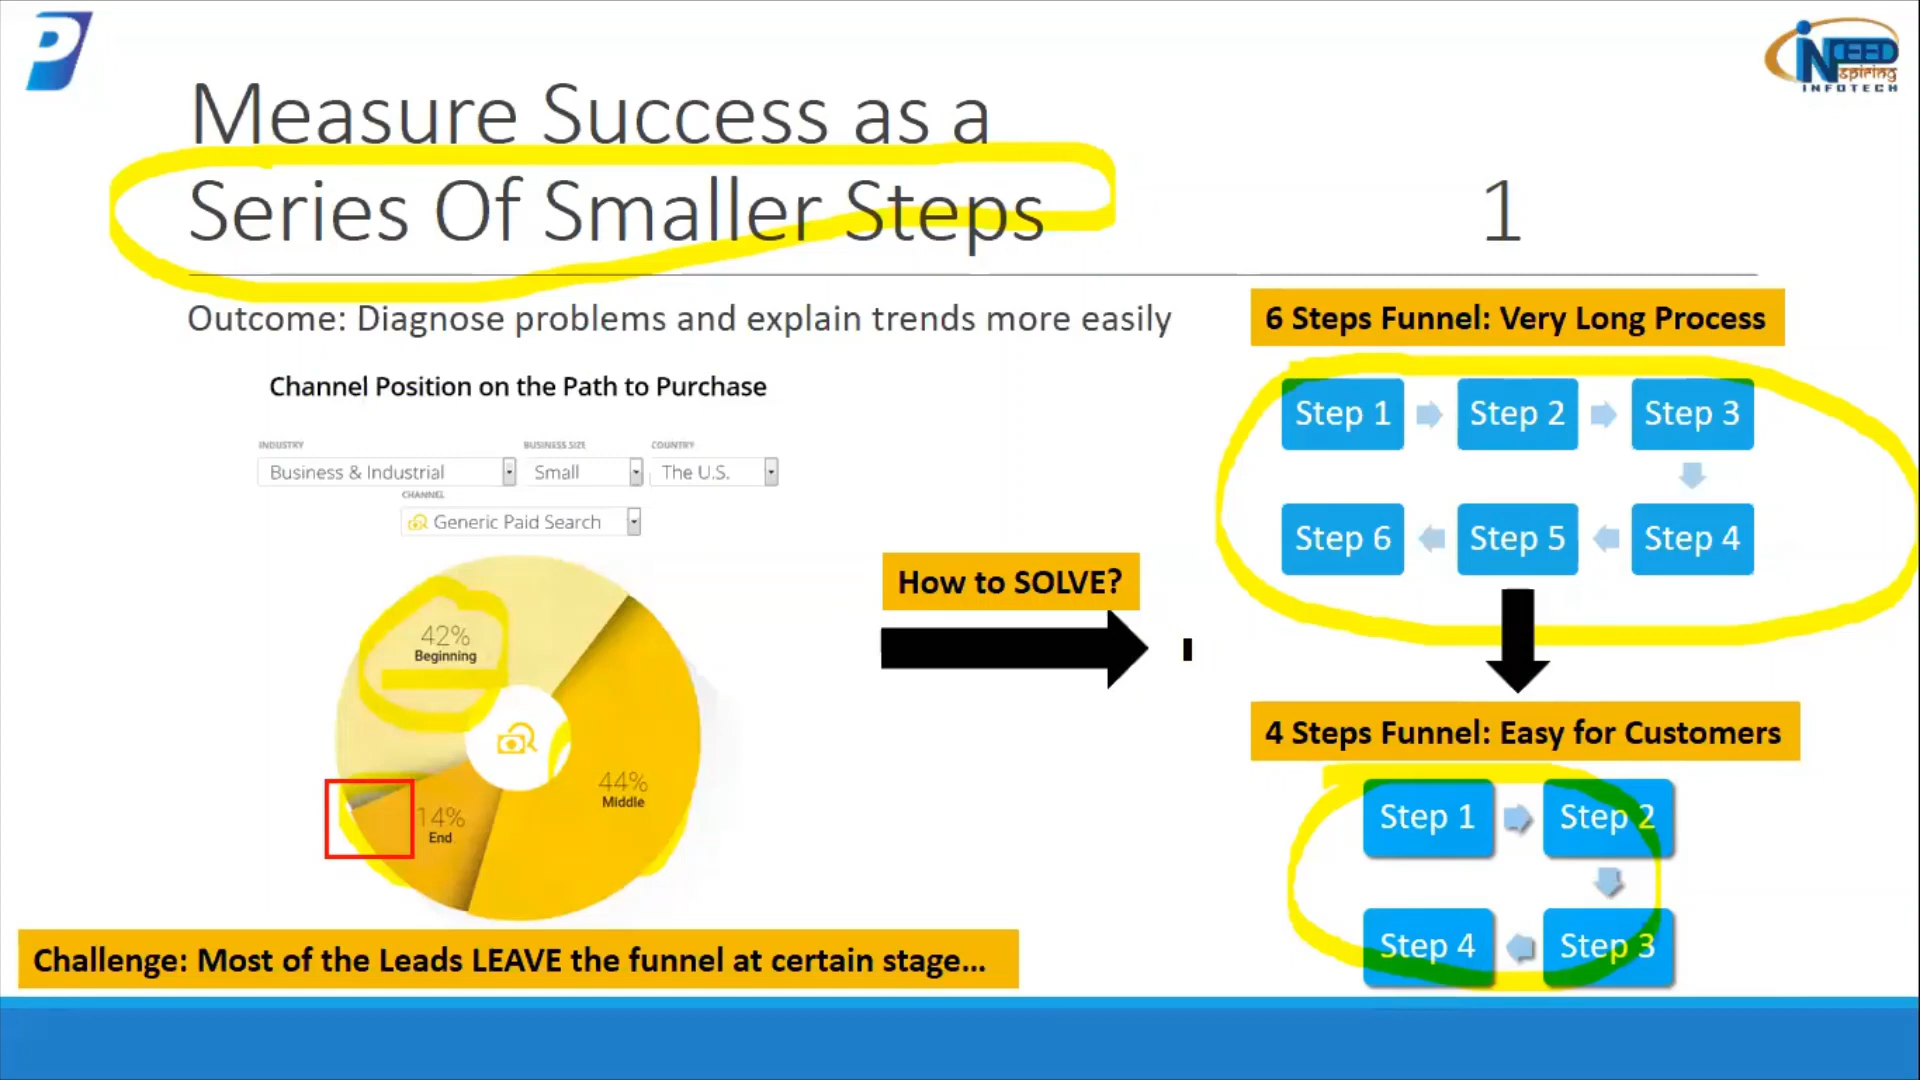 P
iNCEED
nspiring
INFOTECH
Measure Success as a
Series Of Smaller Steps
1
Outcome: Diagnose problems and explain trends more easily
Channel Position on the Path to Purchase
INDUSTRY
BUSINESS SIZE
COUNTRY
Business & Industrial
Small
The U.S.
CHANNEL
Generic Paid Search
42%
Beginning
44%
Middle
14%
End
How to SOLVE?
6 Steps Funnel: Very Long Process
Step 1
Step 2
Step 3
Step 6
Step 5
Step 4
4 Steps Funnel: Easy for Customers
Step 1
Step 2
Step 4
Step 3
Challenge: Most of the Leads LEAVE the funnel at certain stage...